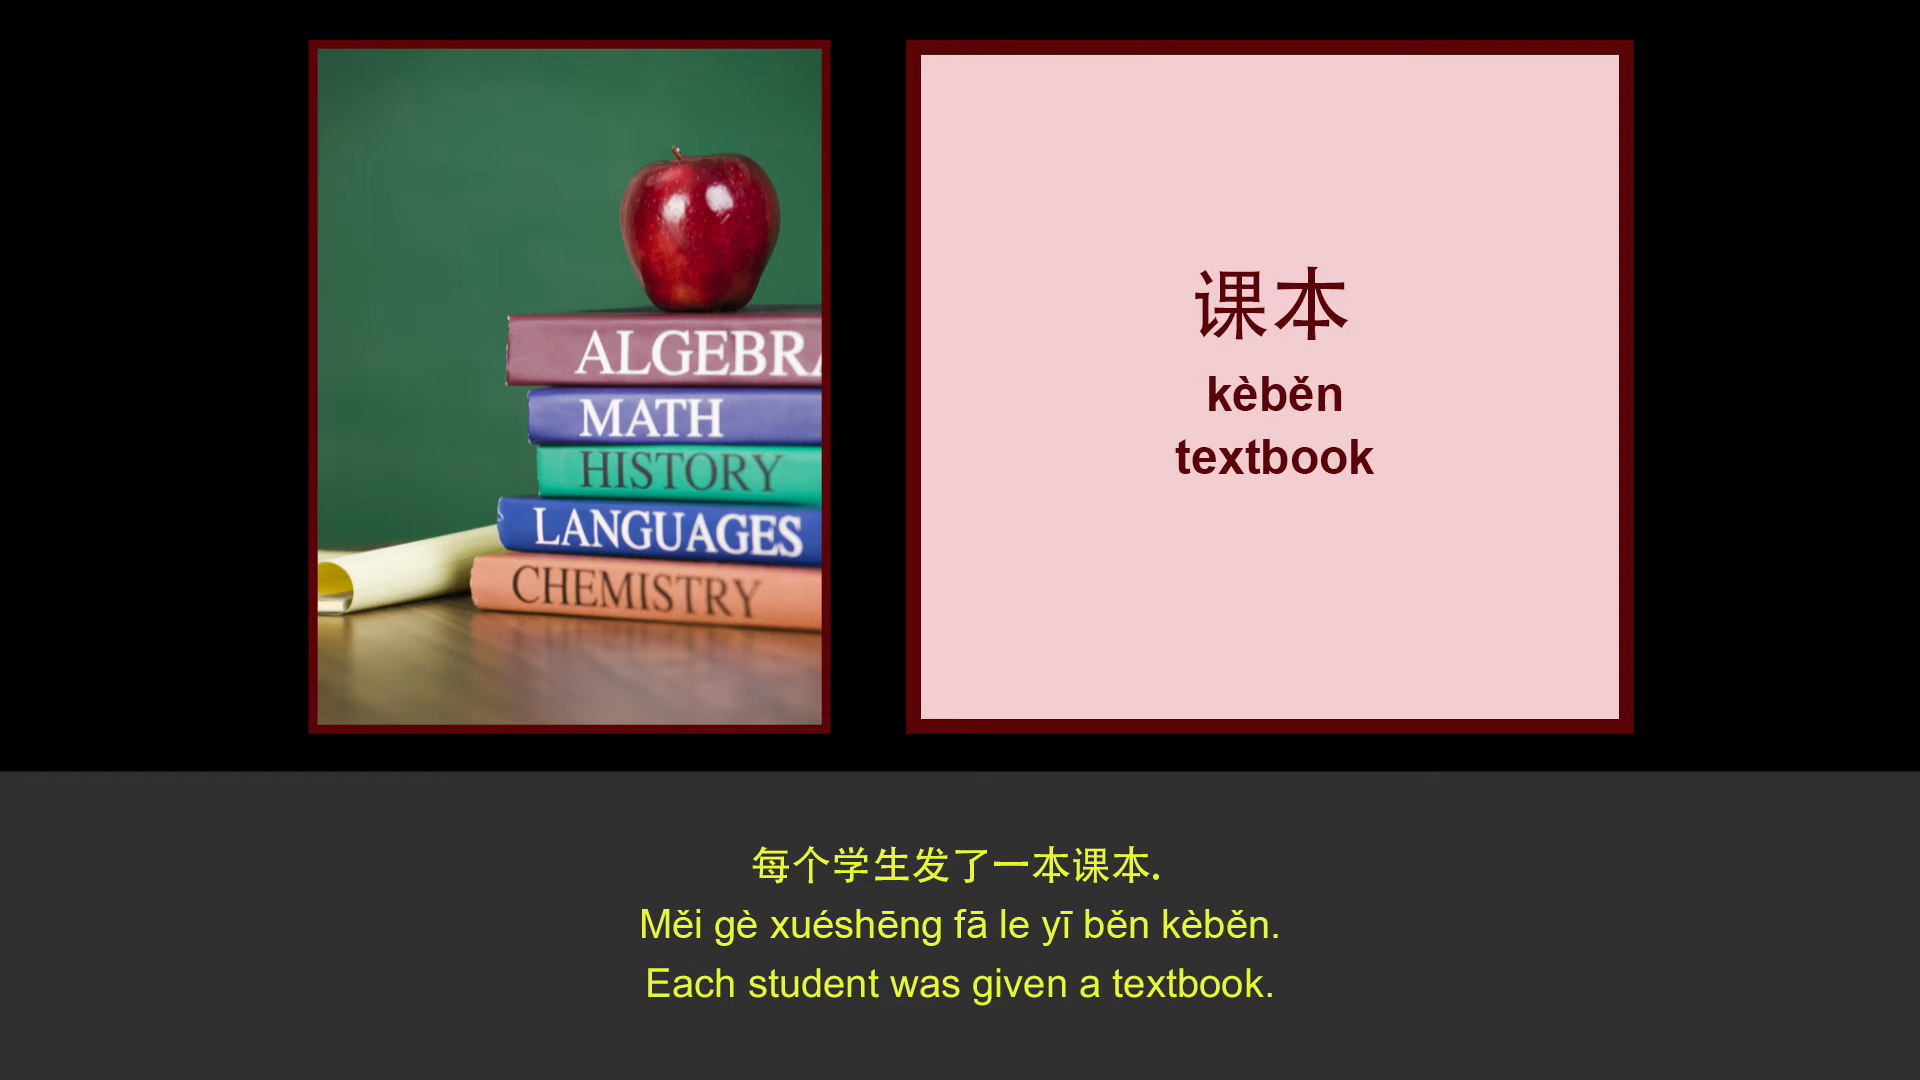 ALGEBRA
MATH
HISTORY
LANGUAGES
CHEMISTRY
课本
kèběn
textbook
每个学生发了一本课本.
Měi gè xuéshēng fā le yī běn kèběn.
Each student was given a textbook.